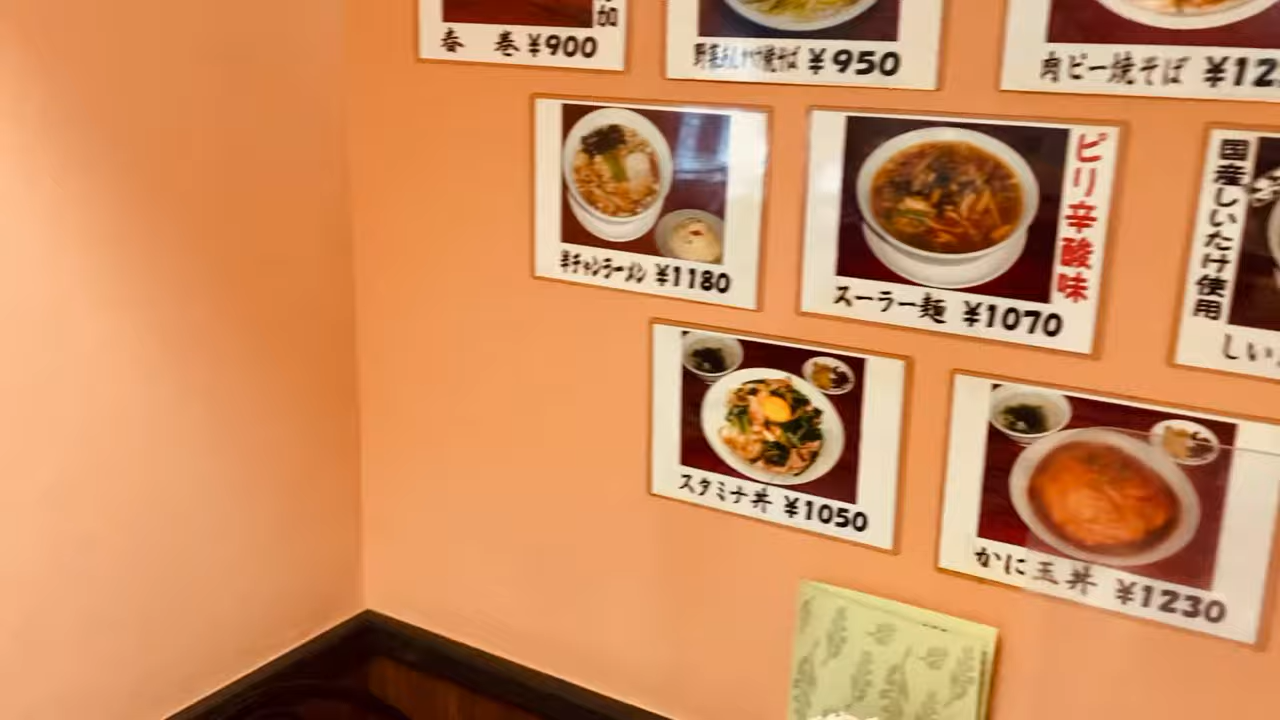 加
春 巻 ¥900
野菜あんかけ焼そば ¥950
肉ピー焼そば ¥12
半チャンラーメン ¥1180
ピリ辛酸味
スーラー麺 ¥1070
国産しいたけ使用
しい
スタミナ丼 ¥1050
かに玉丼 ¥1230